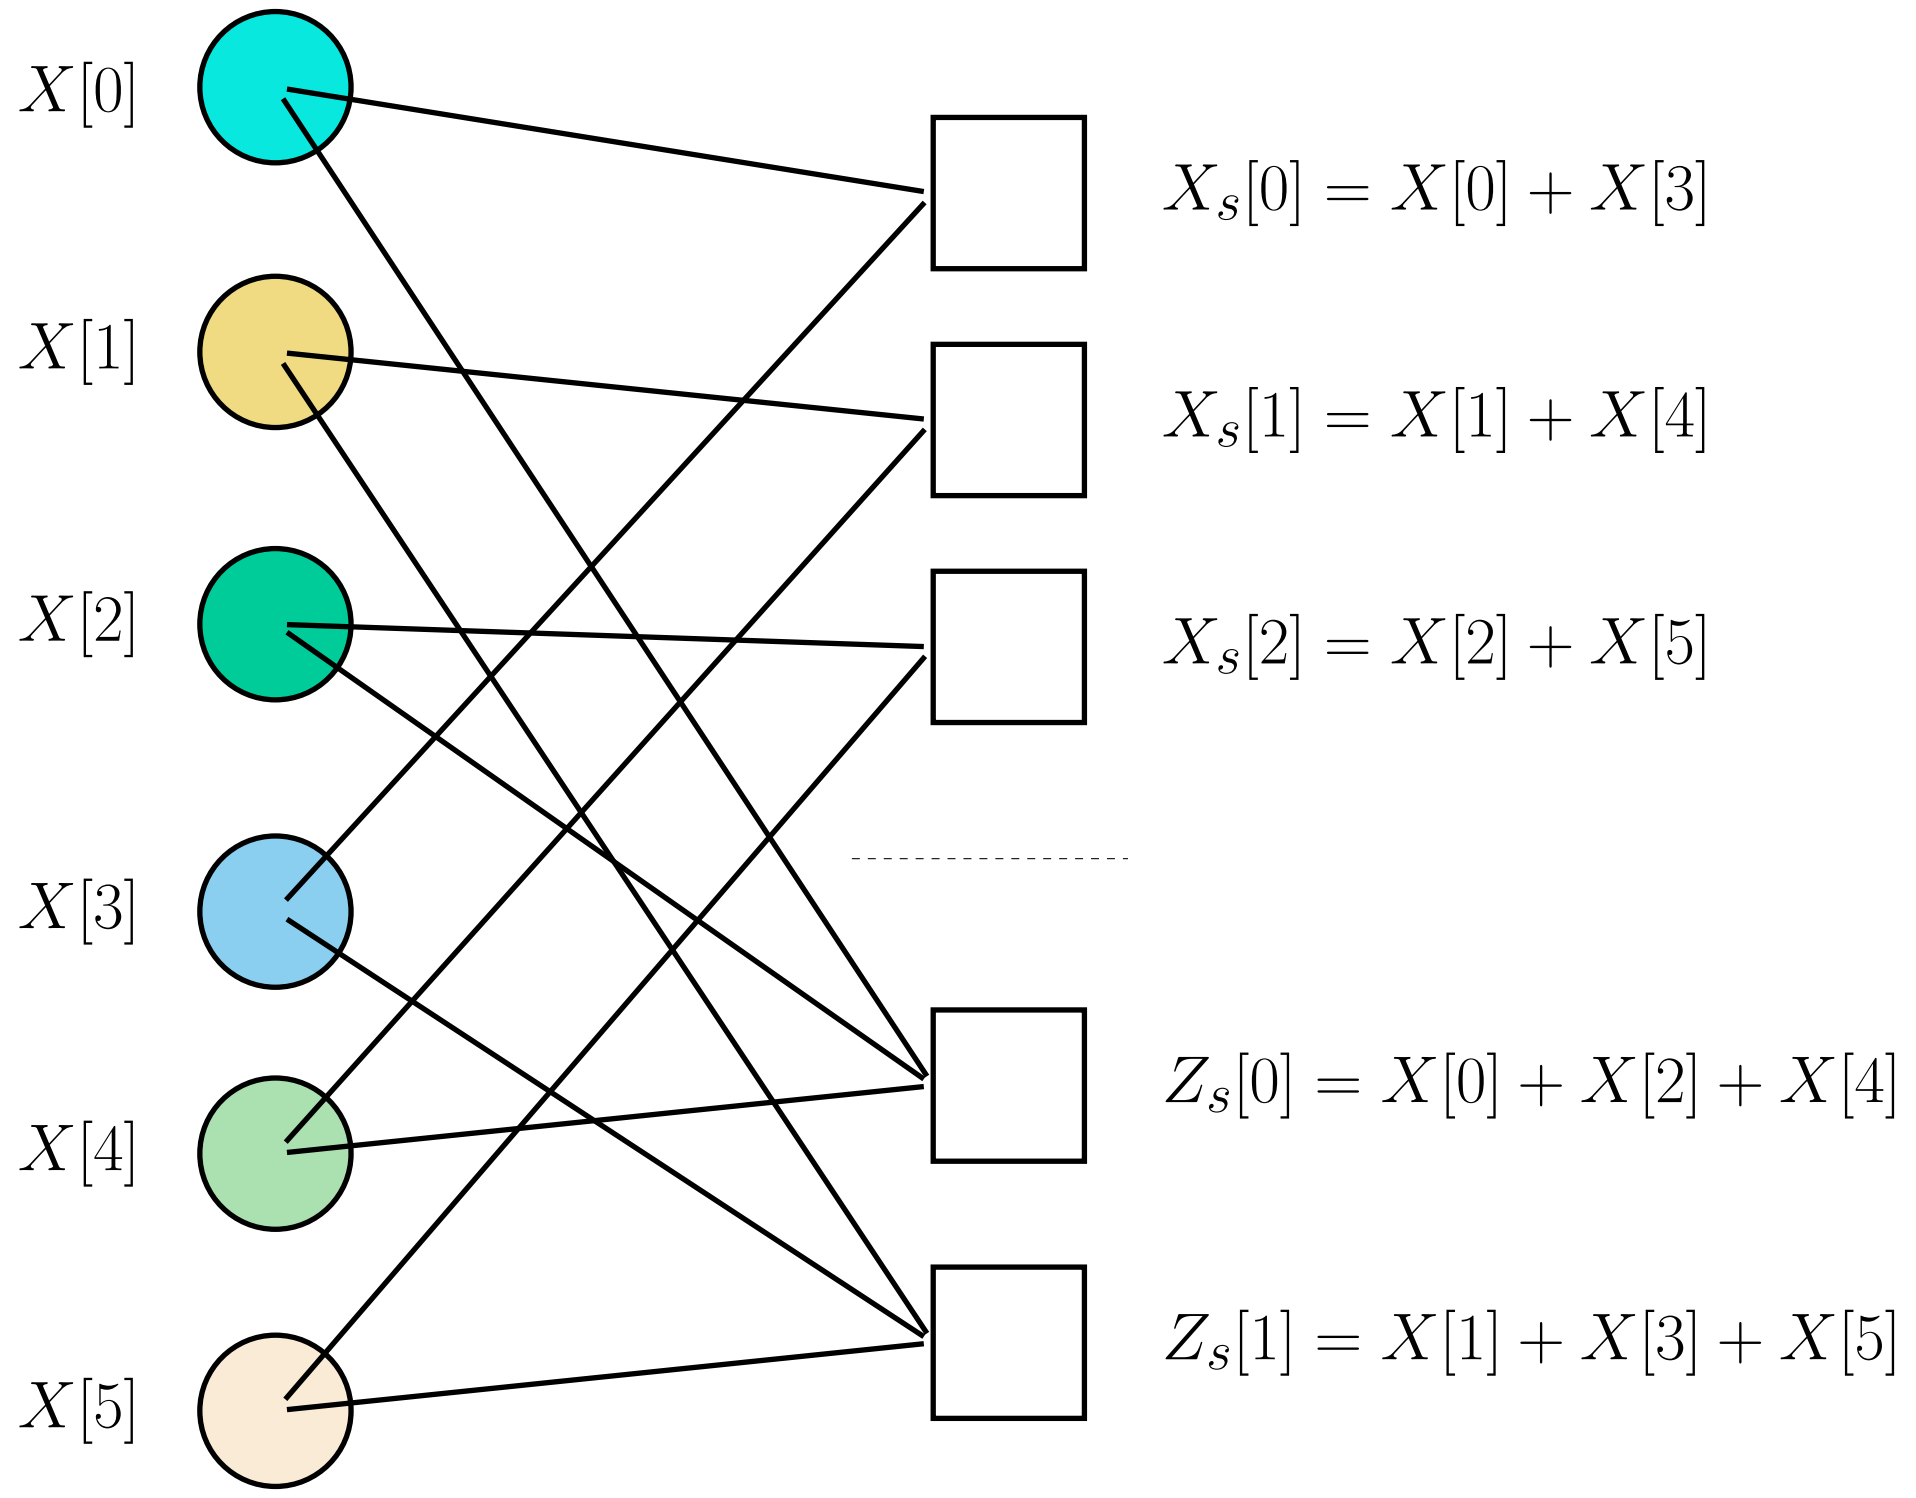 X[0]
X[1]
X[2]
X[3]
X[4]
X[5]
X_s[0] = X[0] + X[3]
X_s[1] = X[1] + X[4]
X_s[2] = X[2] + X[5]
Z_s[0] = X[0] + X[2] + X[4]
Z_s[1] = X[1] + X[3] + X[5]